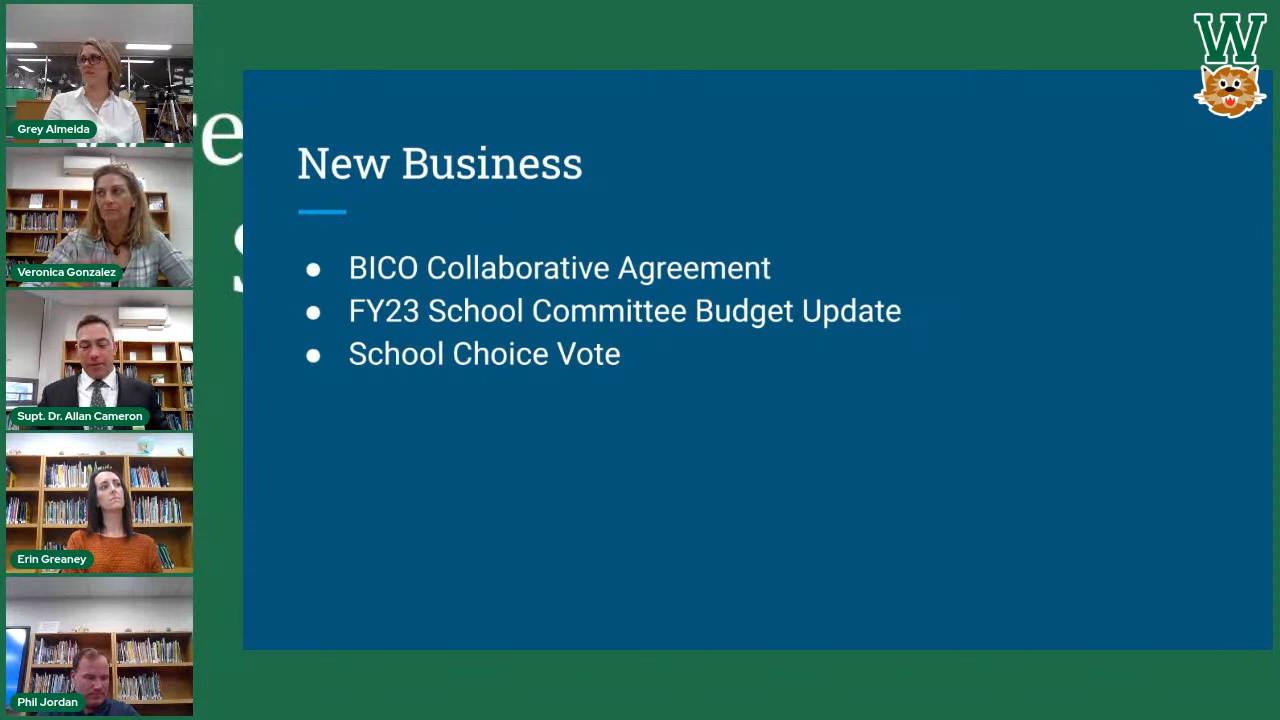 W
Grey Almeida
re
New Business
Veronica Gonzalez
BICO Collaborative Agreement
FY23 School Committee Budget Update
School Choice Vote
Supt. Dr. Allan Cameron
Erin Greaney
Phil Jordan